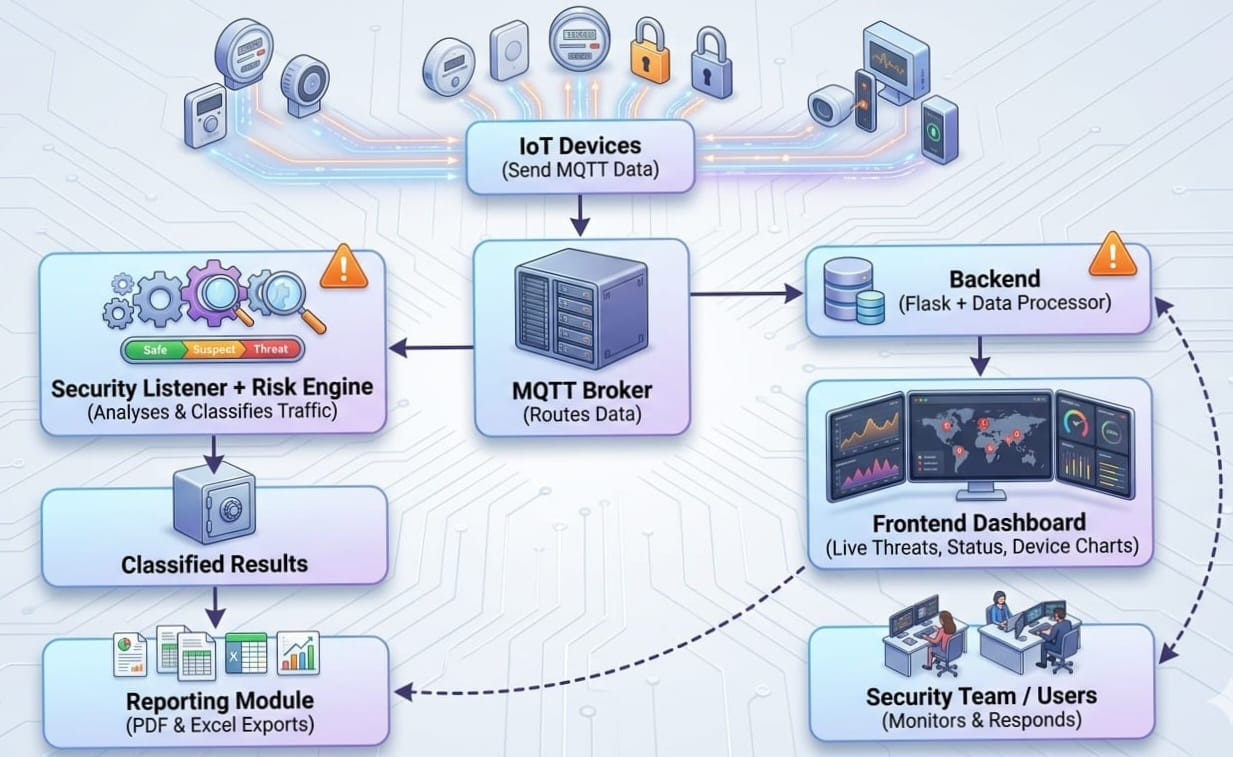 IoT Devices
(Send MQTT Data)
Safe Suspect Threat
Security Listener + Risk Engine
(Analyses & Classifies Traffic)
MQTT Broker
(Routes Data)
Backend
(Flask + Data Processor)
Frontend Dashboard
(Live Threats, Status, Device Charts)
Classified Results
X
Reporting Module
(PDF & Excel Exports)
Security Team / Users
(Monitors & Responds)